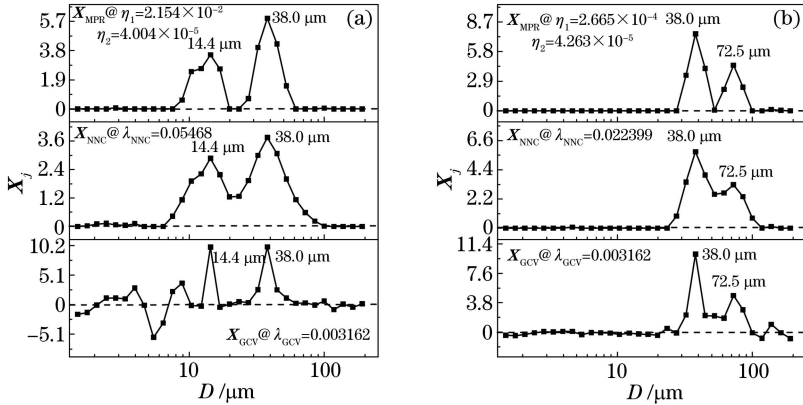 (a)
X_MPR@η₁=2.154×10⁻²
η₂=4.004×10⁻⁵
38.0 μm
14.4 μm
5.7
3.8
1.9
0
X_NNC@λ_NNC=0.05468
14.4 μm
38.0 μm
3.6
2.4
1.2
0
X_j
10.2
5.1
0
−5.1
14.4 μm
38.0 μm
X_GCV@λ_GCV=0.003162
10
100
D /μm
(b)
X_MPR@η₁=2.665×10⁻⁴
η₂=4.263×10⁻⁵
38.0 μm
72.5 μm
8.7
5.8
2.9
0
X_NNC@λ_NNC=0.022399
38.0 μm
72.5 μm
6.6
4.4
2.2
0
X_j
11.4
7.6
3.8
0
X_GCV@λ_GCV=0.003162
38.0 μm
72.5 μm
10
100
D /μm